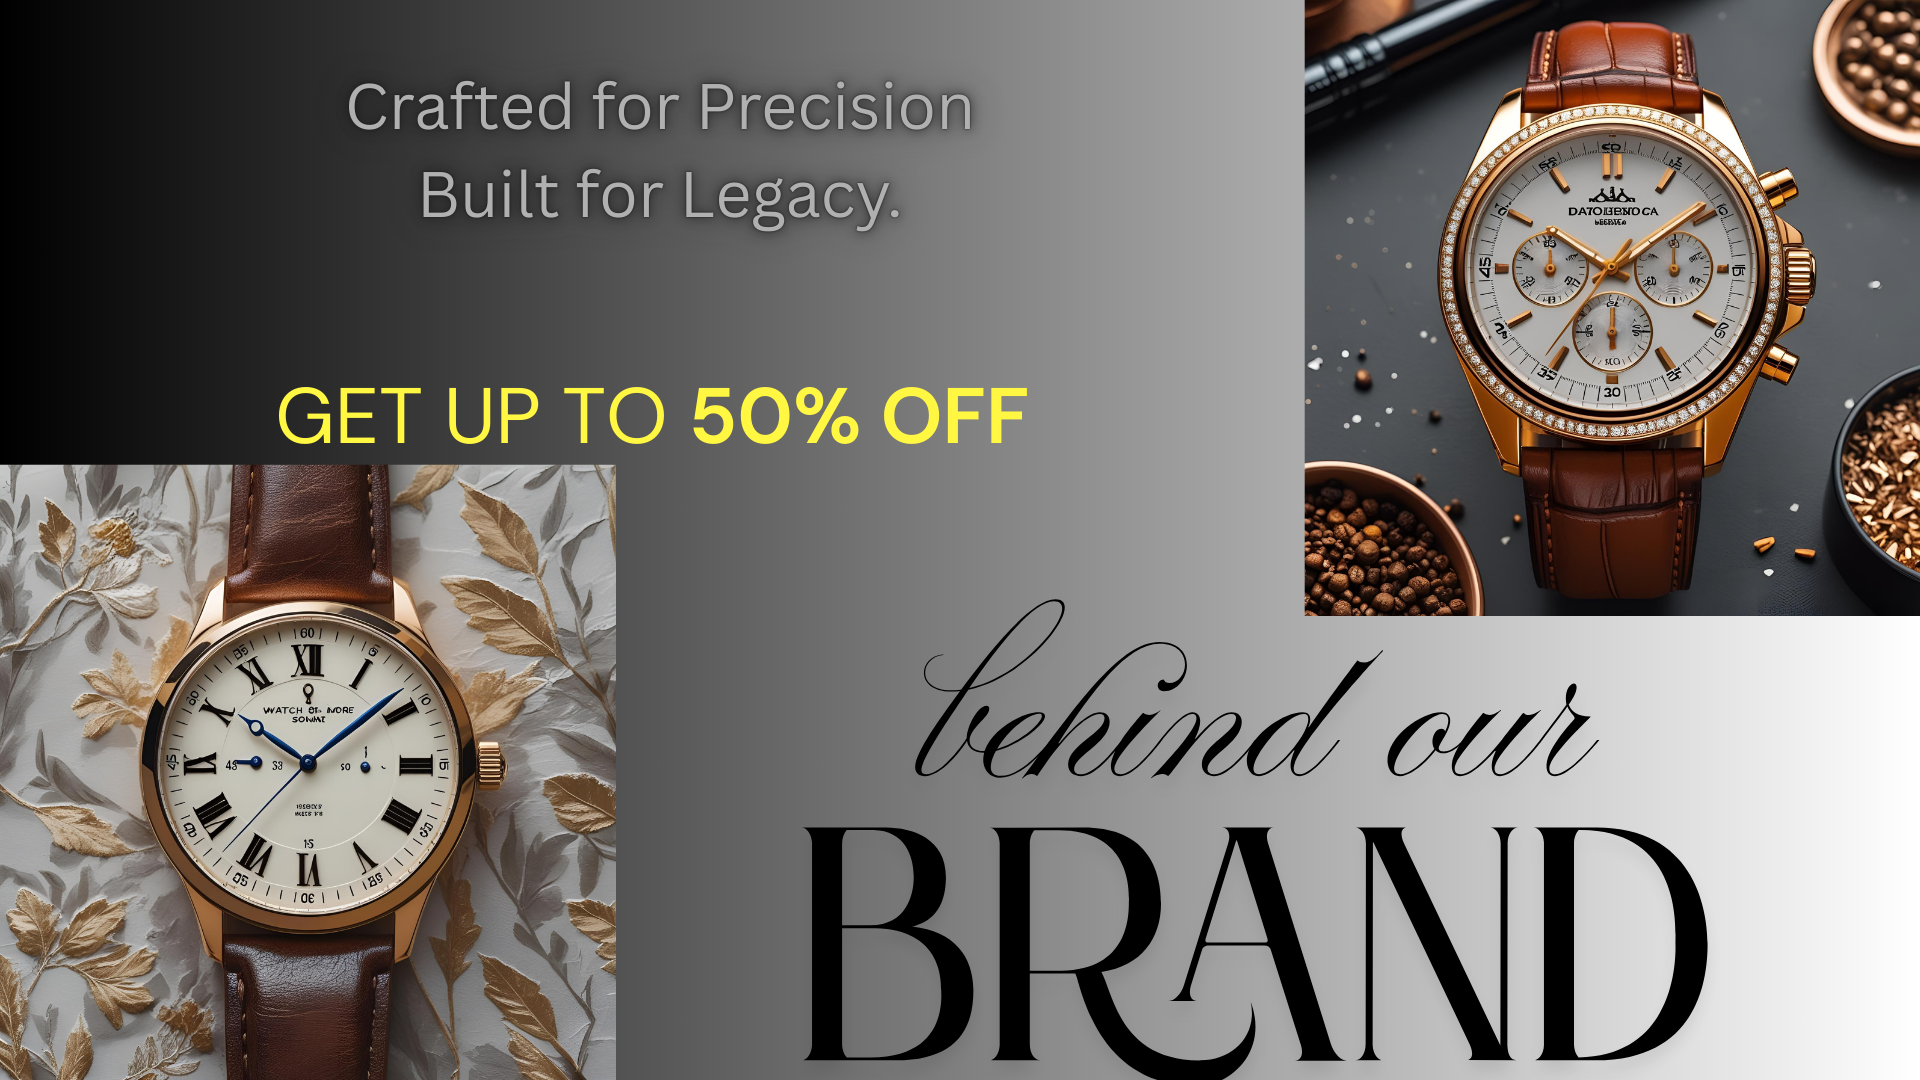 Crafted for Precision
Built for Legacy.
GET UP TO 50% OFF
behind our
BRAND